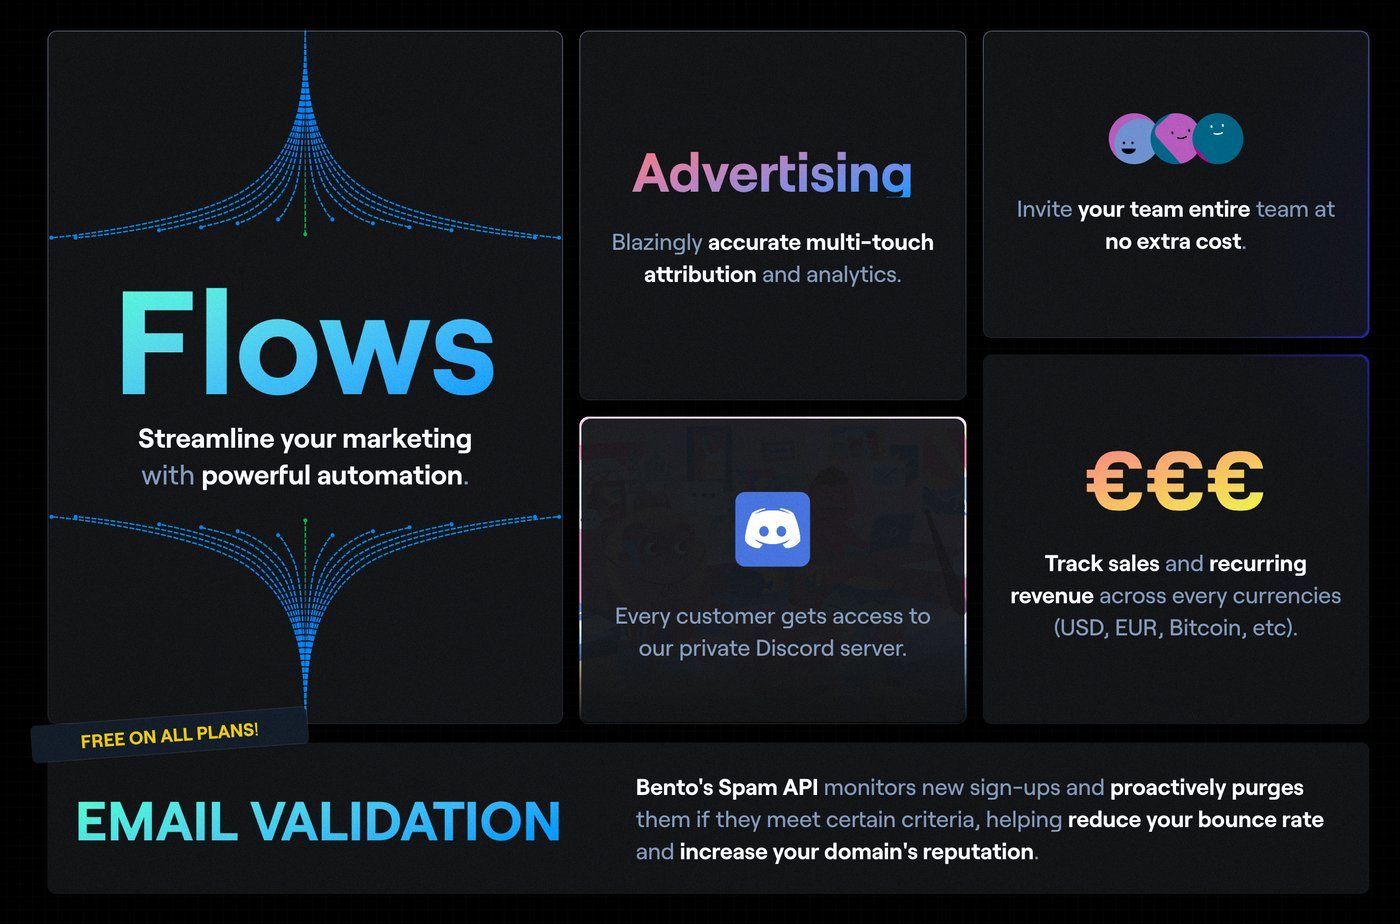 Flows
Streamline your marketing
with powerful automation.
Advertising
Blazingly accurate multi-touch
attribution and analytics.
Invite your team entire team at
no extra cost.
Every customer gets access to
our private Discord server.
€€€
Track sales and recurring
revenue across every currencies
(USD, EUR, Bitcoin, etc).
FREE ON ALL PLANS!
EMAIL VALIDATION
Bento's Spam API monitors new sign-ups and proactively purges
them if they meet certain criteria, helping reduce your bounce rate
and increase your domain's reputation.